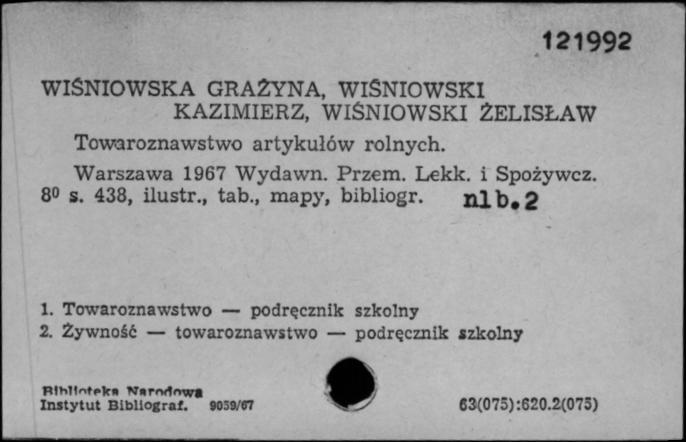 121992
WIŚNIOWSKA GRAŻYNA, WIŚNIOWSKI
KAZIMIERZ, WIŚNIOWSKI ŻELISŁAW
Towaroznawstwo artykułów rolnych.
Warszawa 1967 Wydawn. Przem. Lekk. i Spożywcz.
8⁰ s. 438, ilustr., tab., mapy, bibliogr. nlb.2
1. Towaroznawstwo — podręcznik szkolny
2. Żywność — towaroznawstwo — podręcznik szkolny
Biblioteka Narodowa
Instytut Bibliograf. 9059/67 63(075):620.2(075)